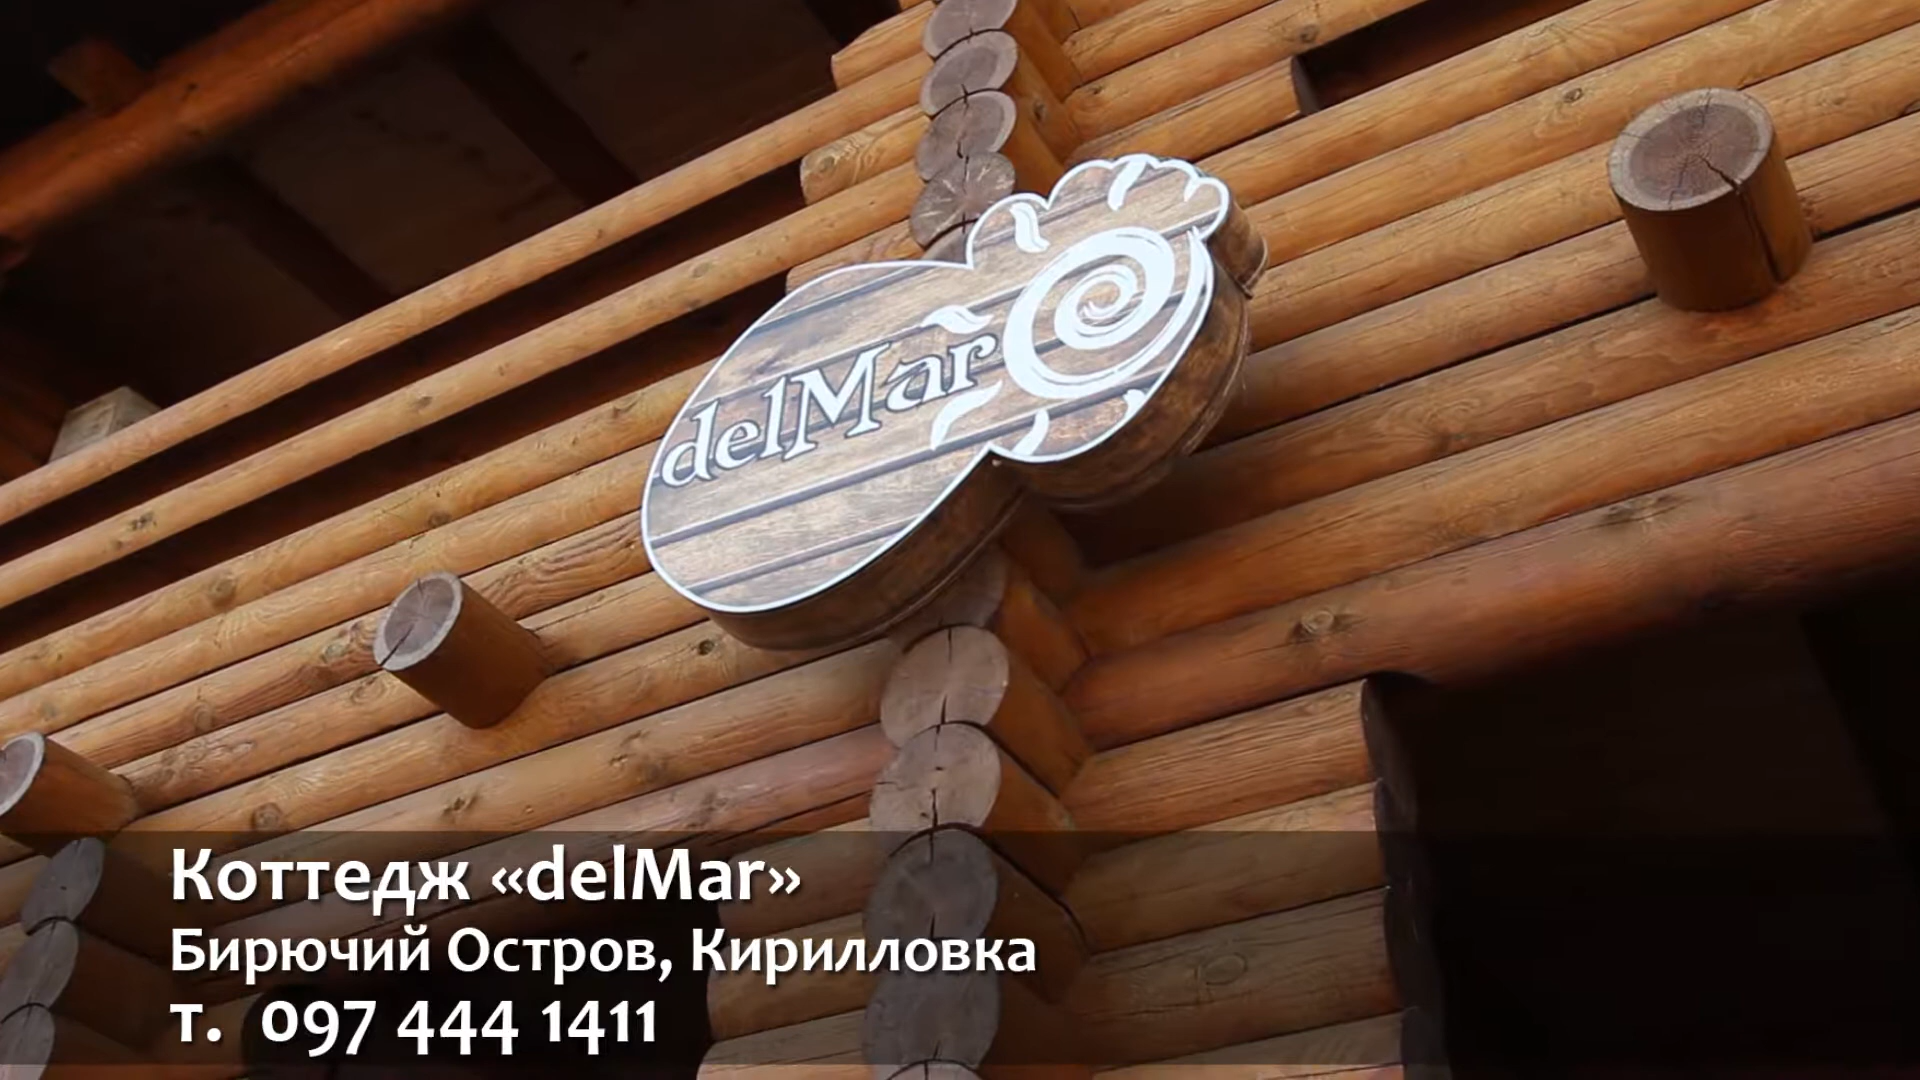 delMar
Коттедж «delMar»
Бирючий Остров, Кирилловка
т. 097 444 1411